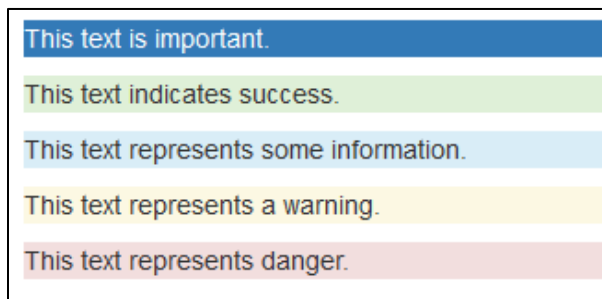 This text is important.
This text indicates success.
This text represents some information.
This text represents a warning.
This text represents danger.